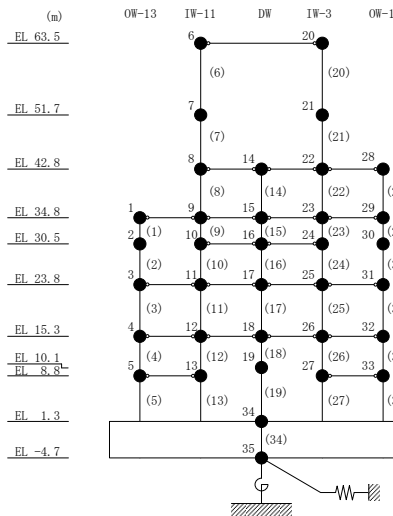 (m) OW-13 IW-11 DW IW-3 OW-1
EL 63.5 6 20
(6) (20)
EL 51.7 7 21
(7) (21)
EL 42.8 8 14 22 28
(8) (14) (22)
EL 34.8 1 9 15 23 29
(1) (9) (15) (23)
EL 30.5 2 10 16 24 30
(2) (10) (16) (24)
EL 23.8 3 11 17 25 31
(3) (11) (17) (25)
EL 15.3 4 12 18 26 32
EL 10.1 (4) (12) 19 (18) (26)
EL 8.8 5 13 27 33
(5) (13) (19) (27)
EL 1.3 34
(34)
EL -4.7 35